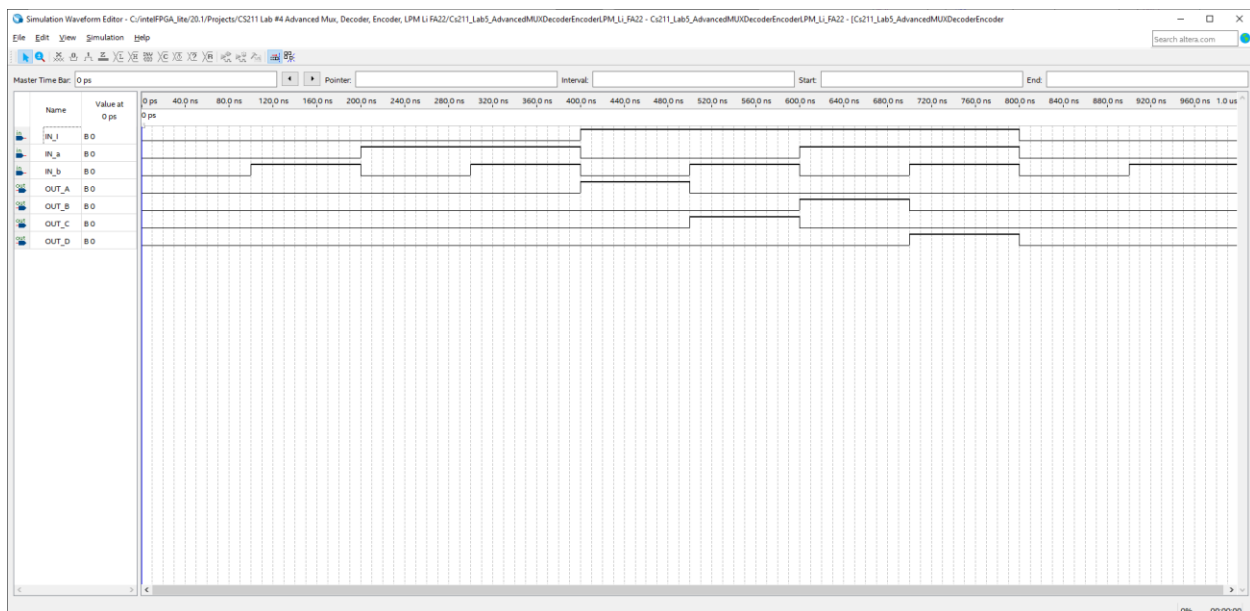 Simulation Waveform Editor - C:/intelFPGA_lite/20.1/Projects/CS211 Lab #4 Advanced Mux, Decoder, Encoder, LPM Li FA22/Cs211_Lab5_AdvancedMUXDecoderEncoderLPM_Li_FA22 - Cs211_Lab5_AdvancedMUXDecoderEncoderLPM_Li_FA22 - [Cs211_Lab5_AdvancedMUXDecoderEncoder
File Edit View Simulation Help
Search altera.com
Master Time Bar: 0 ps Pointer: Interval: Start: End:
Name Value at 0 ps
0 ps 40.0 ns 80.0 ns 120.0 ns 160.0 ns 200.0 ns 240.0 ns 280.0 ns 320.0 ns 360.0 ns 400.0 ns 440.0 ns 480.0 ns 520.0 ns 560.0 ns 600.0 ns 640.0 ns 680.0 ns 720.0 ns 760.0 ns 800.0 ns 840.0 ns 880.0 ns 920.0 ns 960.0 ns 1.0 us
0 ps
IN_I B 0
IN_a B 0
IN_b B 0
OUT_A B 0
OUT_B B 0
OUT_C B 0
OUT_D B 0
0% 00:00:00